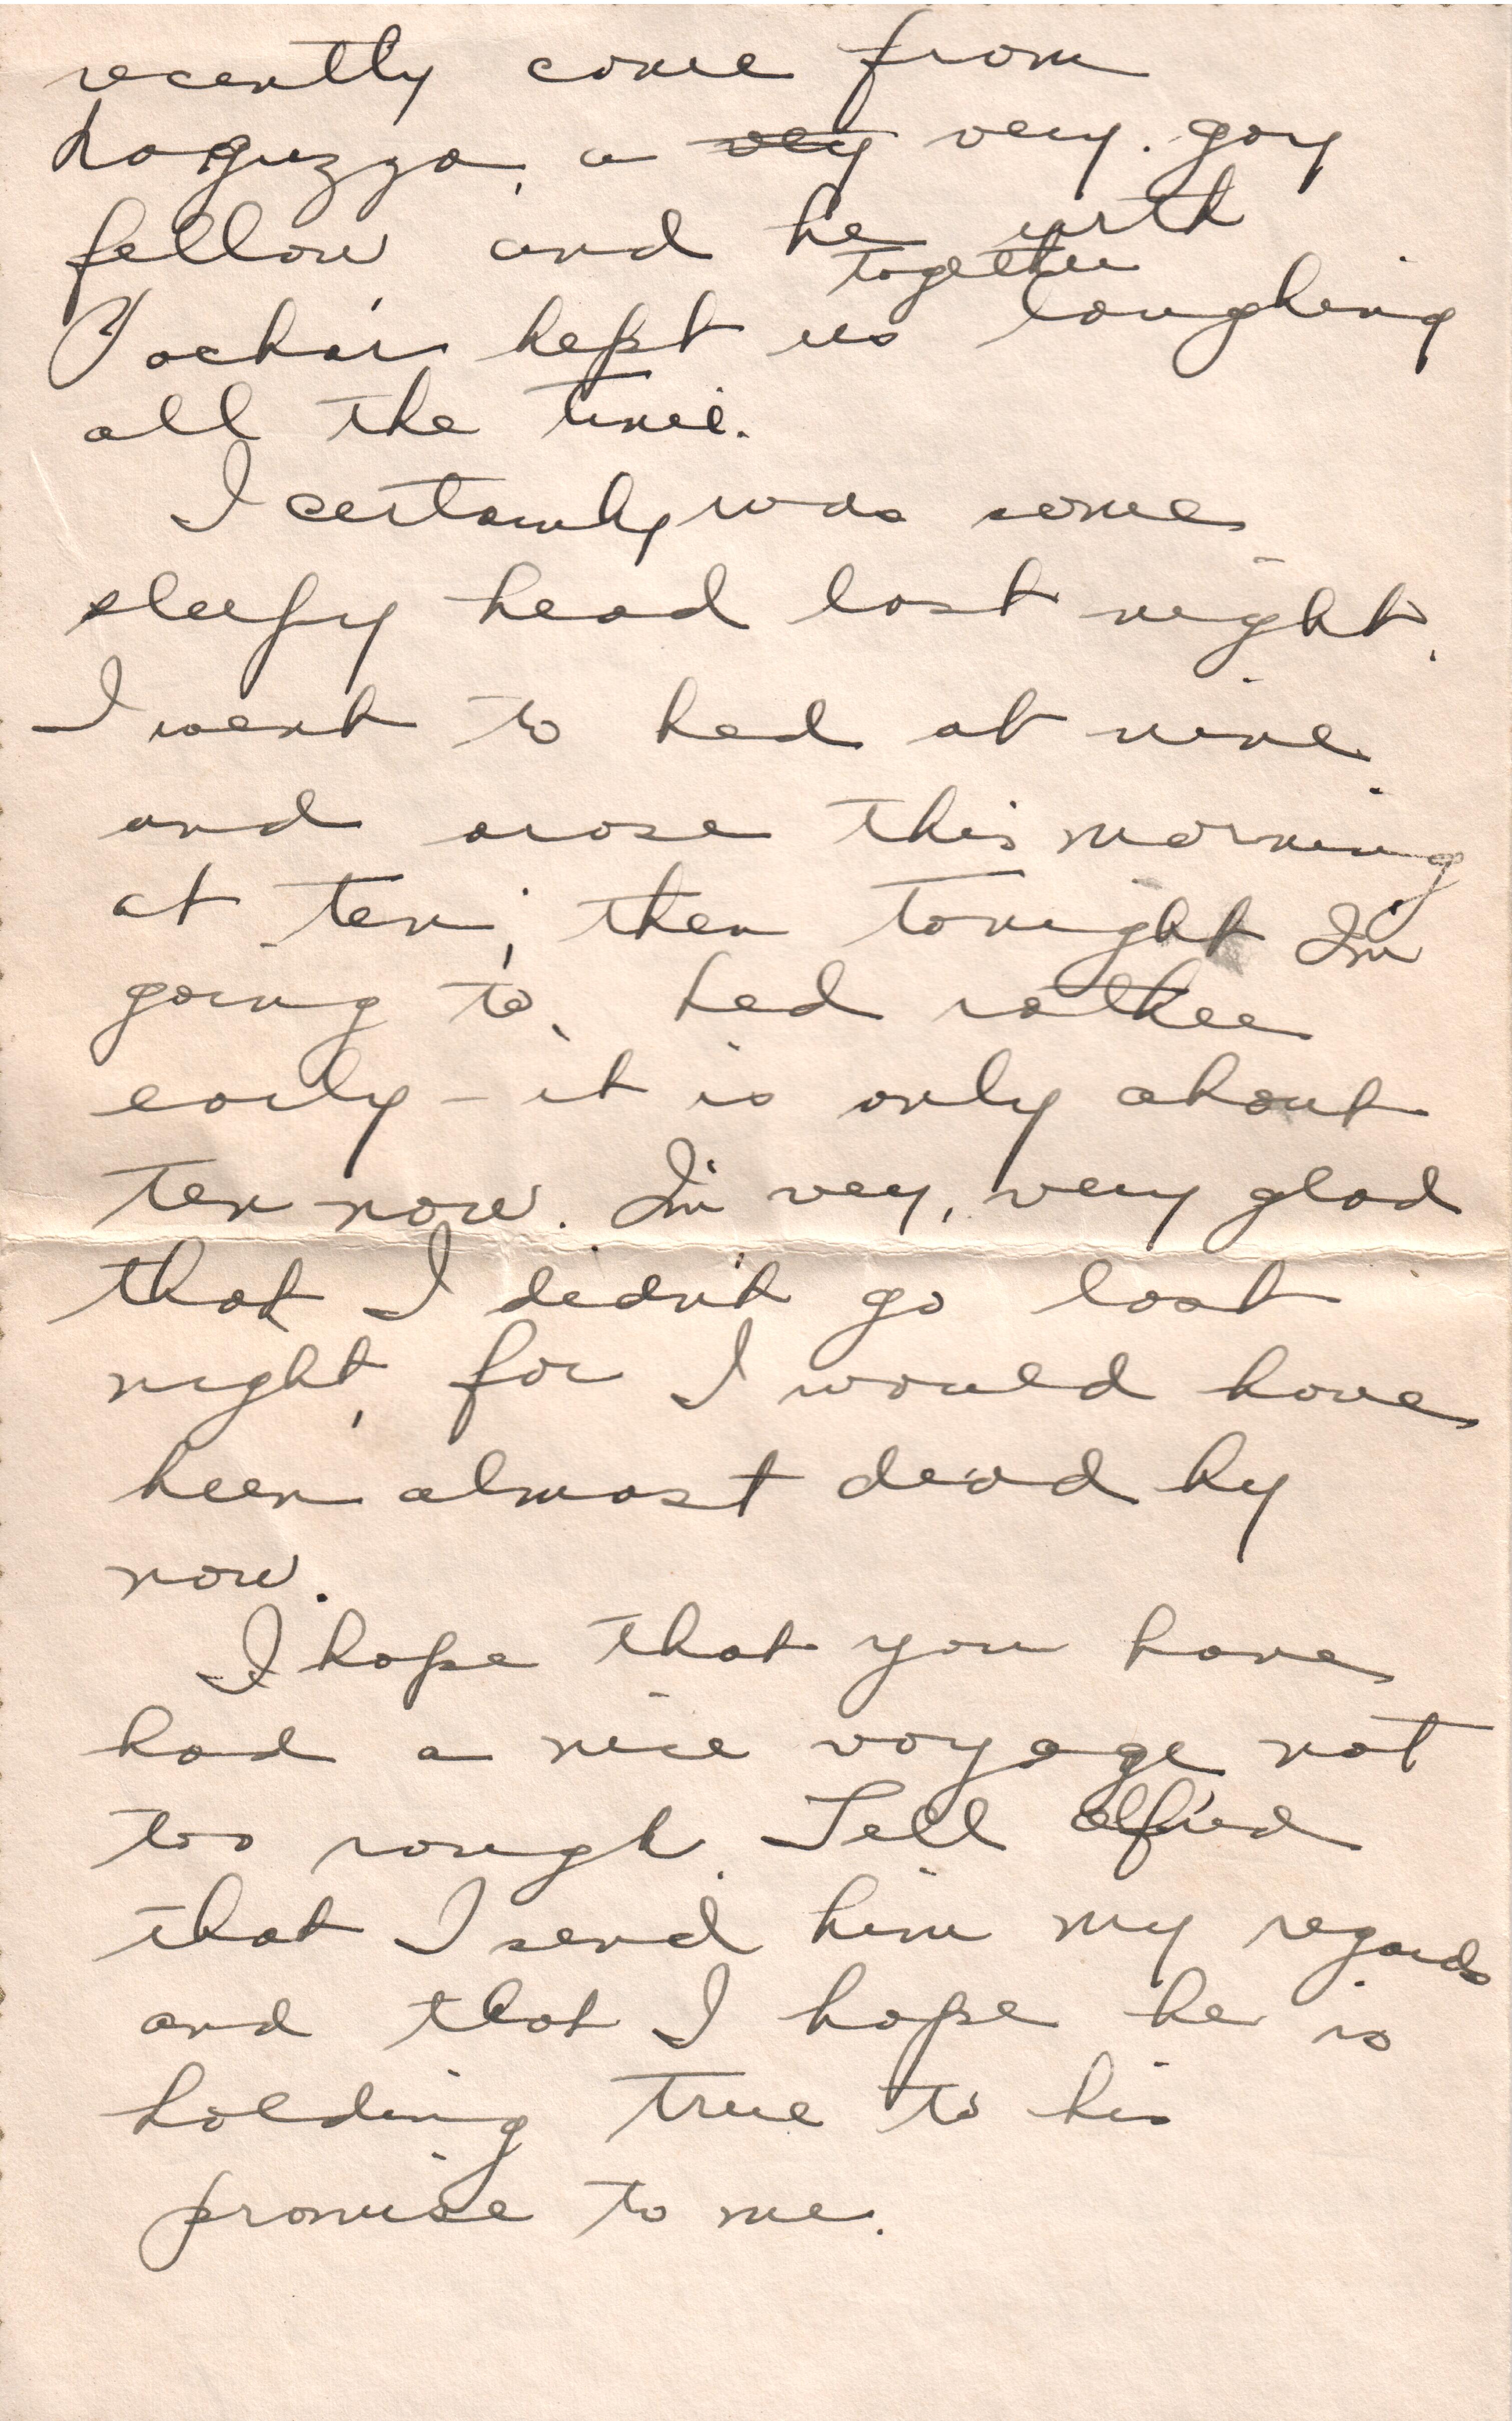 recently come from
a very very gay
fellow and he with
together
kept us laughing
all the time.
I certainly was some
sleepy head last night.
I went to bed at nine
and arose this morning
at ten, then tonight I'm
going to bed rather
early – it is only about
ten now. I'm very, very glad
that I didn't go last
night, for I would have
been almost dead by
now.
I hope that you have
had a nice voyage not
too rough. Tell Alfred
that I send him my regards
and that I hope he is
holding true to his
promise to me.